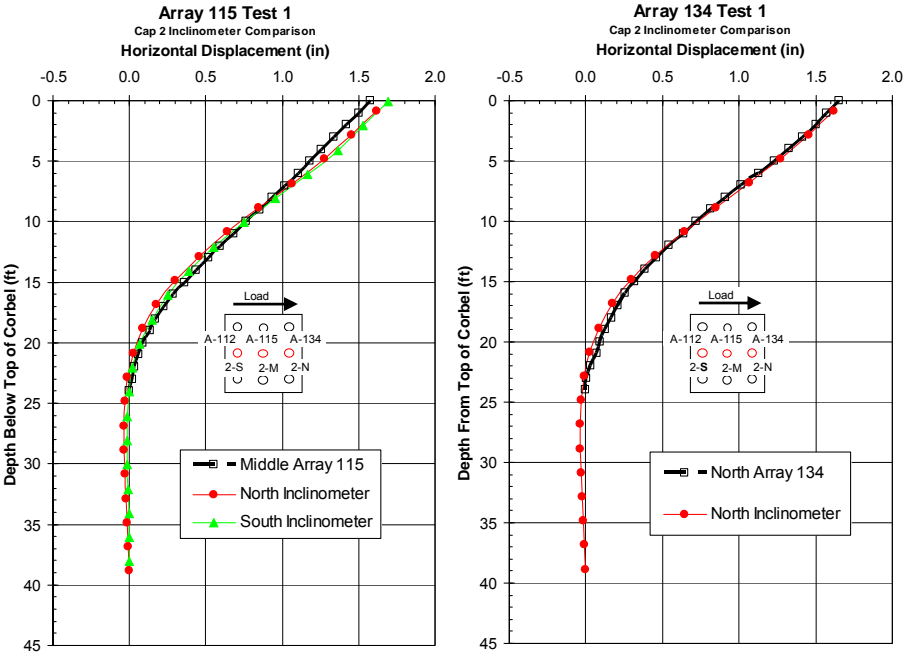 Array 115 Test 1
Cap 2 Inclinometer Comparison
Horizontal Displacement (in)
-0.5 0.0 0.5 1.0 1.5 2.0
0
5
10
15
20
25
30
35
40
45
Depth Below Top of Corbel (ft)
Load
A-112 A-115 A-134
2-S 2-M 2-N
Middle Array 115
North Inclinometer
South Inclinometer
Array 134 Test 1
Cap 2 Inclinometer Comparison
Horizontal Displacement (in)
-0.5 0.0 0.5 1.0 1.5 2.0
0
5
10
15
20
25
30
35
40
45
Depth From Top of Corbel (ft)
Load
A-112 A-115 A-134
2-S 2-M 2-N
North Array 134
North Inclinometer